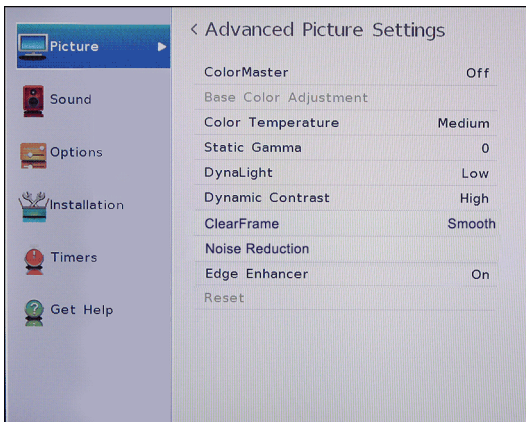 Picture
Sound
Options
Installation
Timers
Get Help
< Advanced Picture Settings
ColorMaster Off
Base Color Adjustment
Color Temperature Medium
Static Gamma 0
DynaLight Low
Dynamic Contrast High
ClearFrame Smooth
Noise Reduction
Edge Enhancer On
Reset